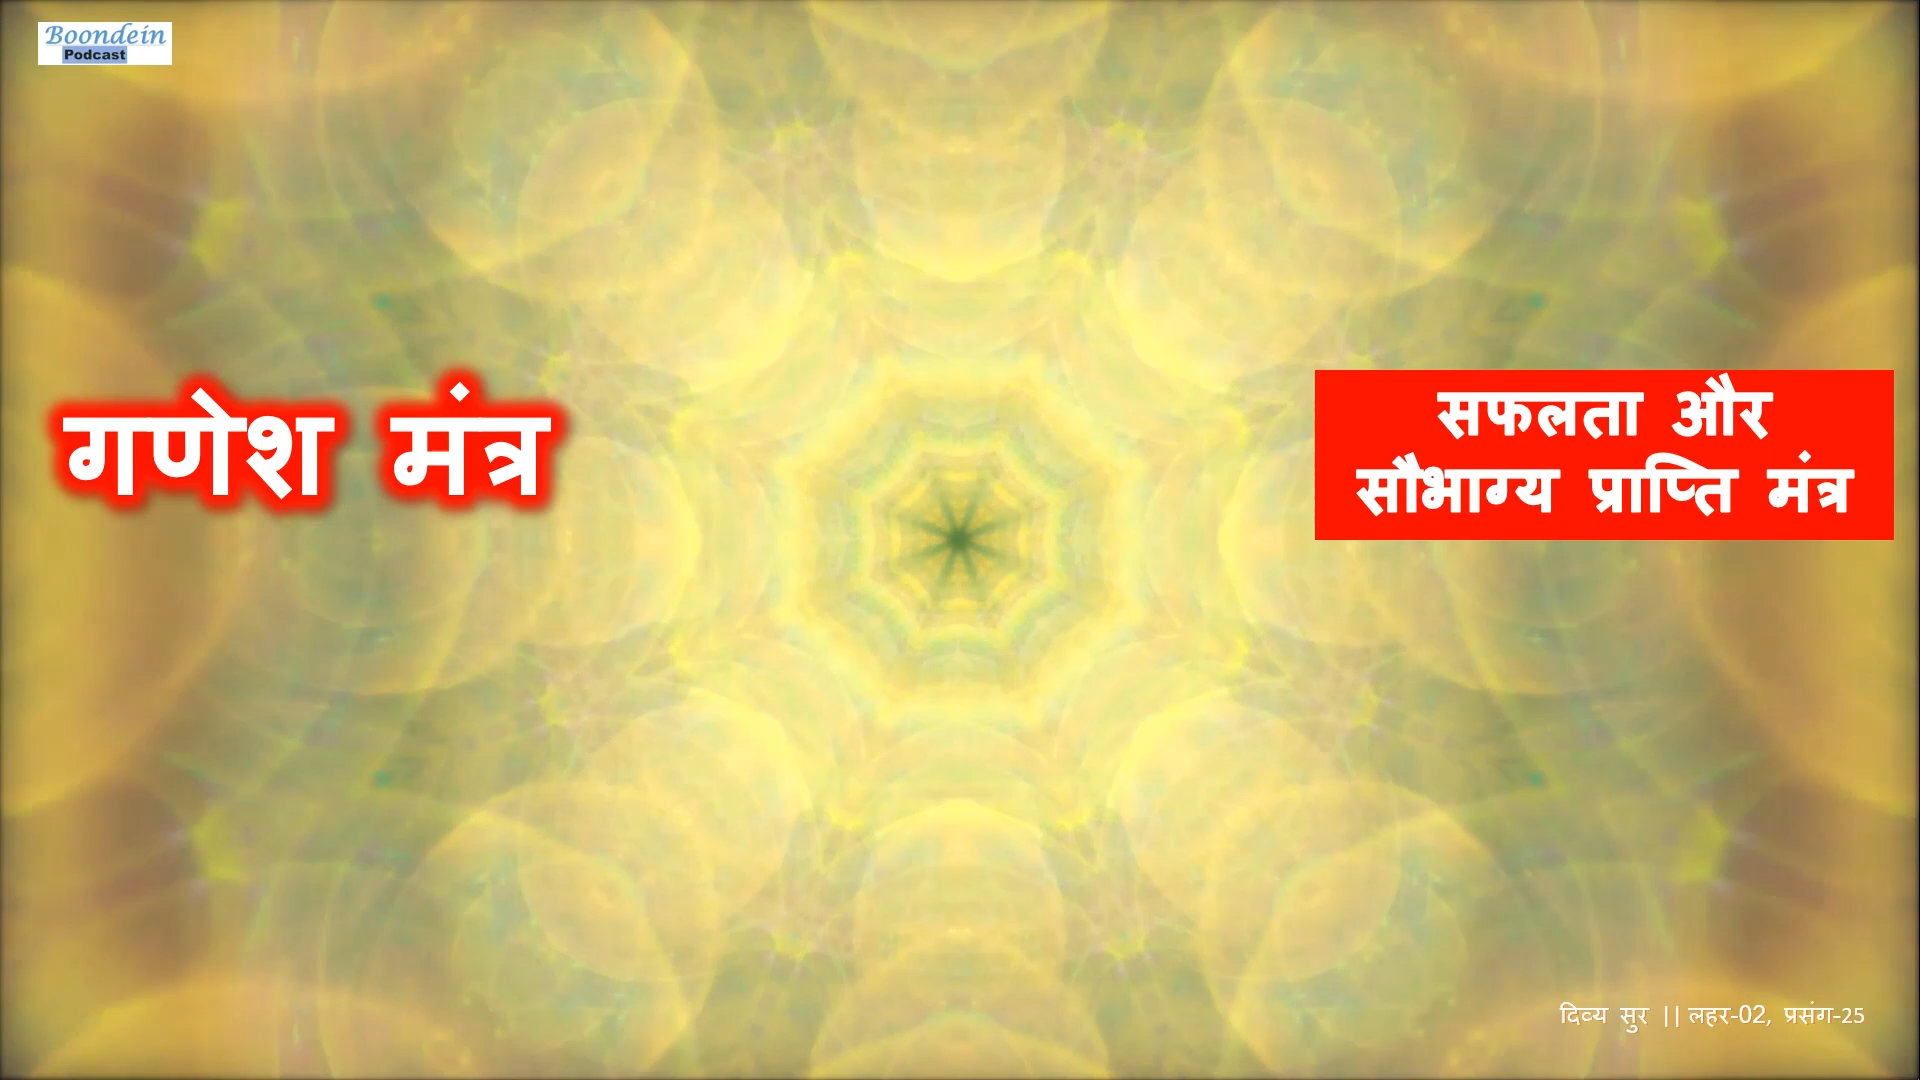 Boondein
Podcast
गणेश मंत्र
सफलता और
सौभाग्य प्राप्ति मंत्र
दिव्य सुर || लहर-02, प्रसंग-25